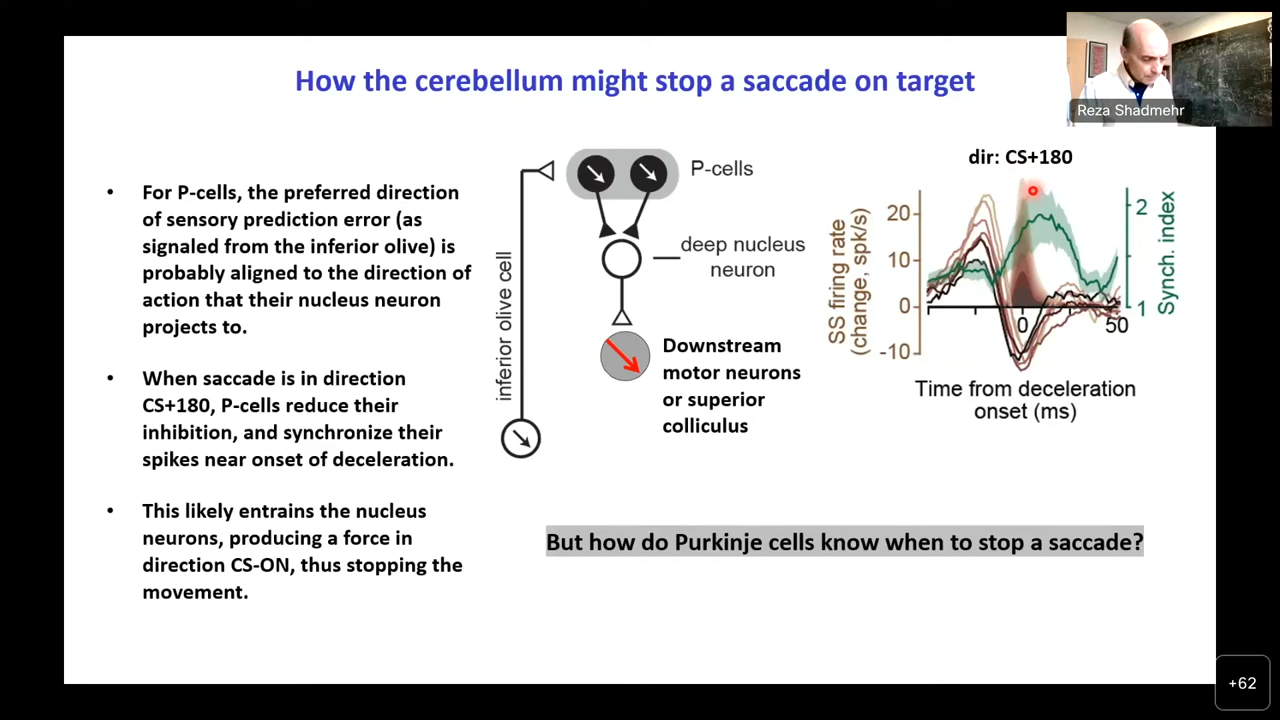 How the cerebellum might stop a saccade on target
Reza Shadmehr
• For P-cells, the preferred direction
of sensory prediction error (as
signaled from the inferior olive) is
probably aligned to the direction of
action that their nucleus neuron
projects to.
• When saccade is in direction
CS+180, P-cells reduce their
inhibition, and synchronize their
spikes near onset of deceleration.
• This likely entrains the nucleus
neurons, producing a force in
direction CS-ON, thus stopping the
movement.
P-cells
deep nucleus
neuron
inferior olive cell
Downstream
motor neurons
or superior
colliculus
dir: CS+180
SS firing rate
(change, spk/s)
20
10
0
-10
0
50
2
1
Synch. index
Time from deceleration
onset (ms)
But how do Purkinje cells know when to stop a saccade?
+62